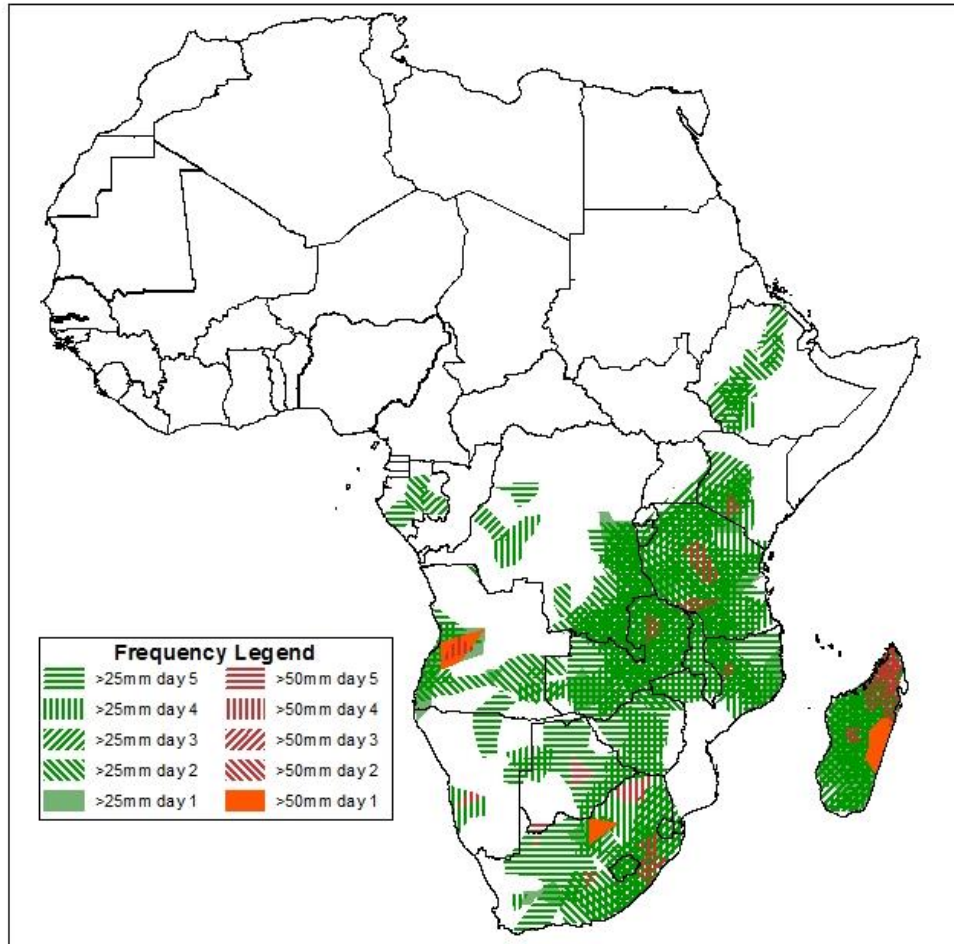 Frequency Legend
>25mm day 5 >50mm day 5
>25mm day 4 >50mm day 4
>25mm day 3 >50mm day 3
>25mm day 2 >50mm day 2
>25mm day 1 >50mm day 1